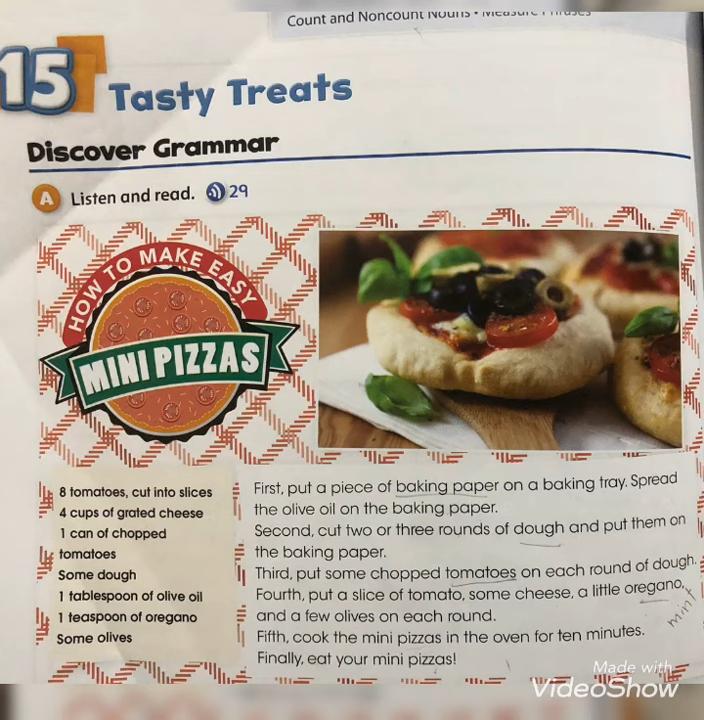 Count and Noncount Nouns • Measure Phrases
15
Tasty Treats
Discover Grammar
A Listen and read. 29
HOW TO MAKE EASY
MINI PIZZAS
8 tomatoes, cut into slices
4 cups of grated cheese
1 can of chopped
tomatoes
Some dough
1 tablespoon of olive oil
1 teaspoon of oregano
Some olives
First, put a piece of baking paper on a baking tray. Spread
the olive oil on the baking paper.
Second, cut two or three rounds of dough and put them on
the baking paper.
Third, put some chopped tomatoes on each round of dough.
Fourth, put a slice of tomato, some cheese, a little oregano,
and a few olives on each round.
Fifth, cook the mini pizzas in the oven for ten minutes.
Finally, eat your mini pizzas!
mint
Made with
VideoShow